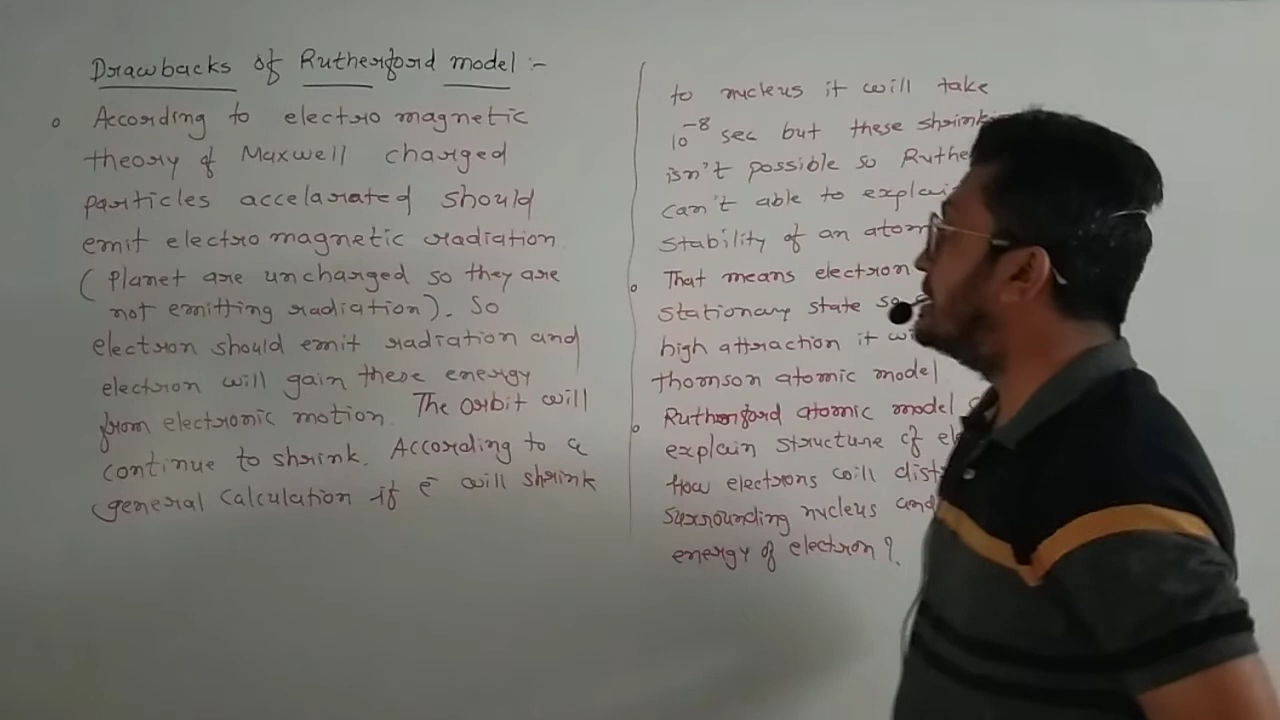 Drawbacks of Rutherford model :-
According to electro magnetic
theory of Maxwell charged
particles accelarated should
emit electro magnetic radiation
( Planet are uncharged so they are
not emitting radiation). So
electron should emit radiation and
electron will gain these energy
from electronic motion. The orbit will
continue to shrink. According to a
general calculation if e̅ will shrink
to nucleus it will take
10⁻⁸ sec but these
isn't possible so
can't able to
stability of an atom
That means electron
stationary state
high attraction it
thomson atomic model
Rutherford atomic model
explain structure of
How electrons will
surrounding nucleus and
energy of electron ?.